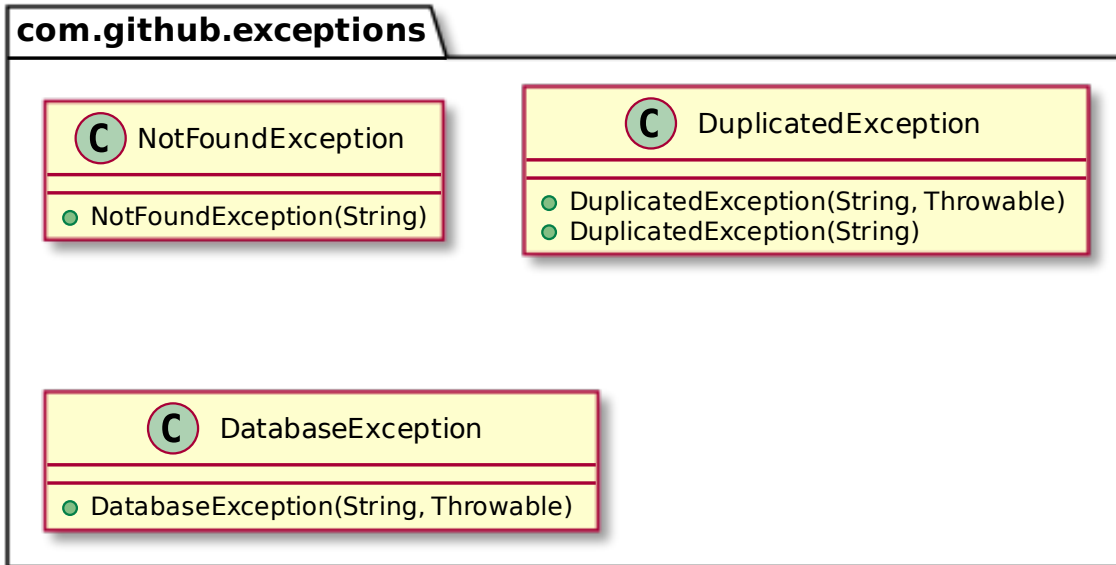 com.github.exceptions
C NotFoundException
NotFoundException(String)
C DuplicatedException
DuplicatedException(String, Throwable)
DuplicatedException(String)
C DatabaseException
DatabaseException(String, Throwable)